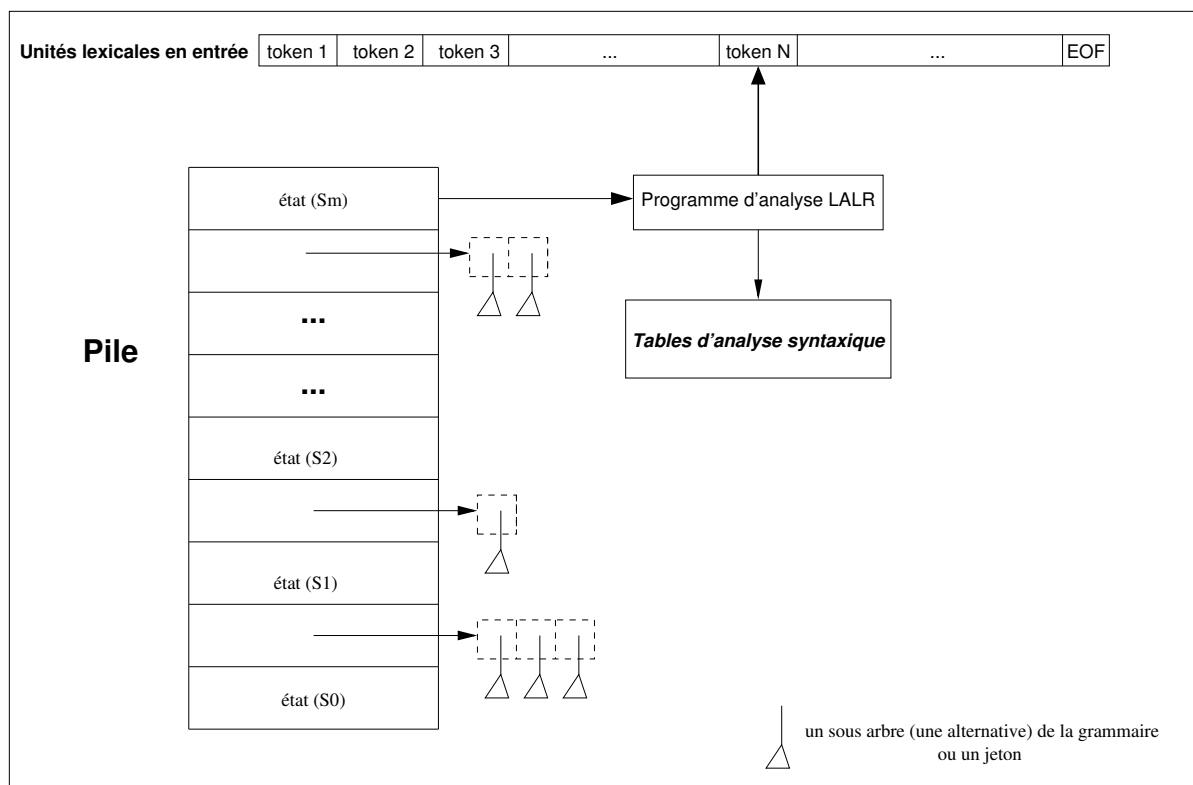 Unités lexicales en entrée token 1 token 2 token 3 ... token N ... EOF
état (Sm)
Programme d'analyse LALR
...
Tables d'analyse syntaxique
Pile
...
état (S2)
état (S1)
état (S0)
un sous arbre (une alternative) de la grammaire
ou un jeton